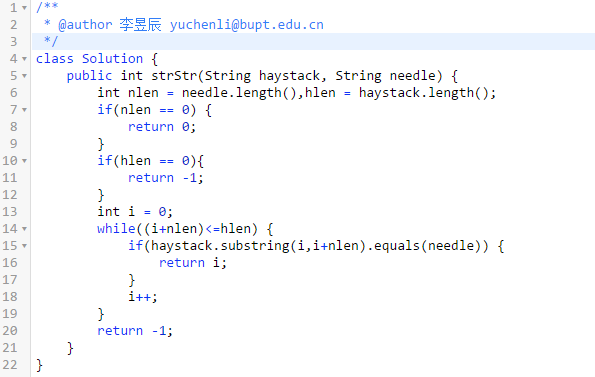 1 /**
2  * @author 李昱辰 yuchenli@bupt.edu.cn
3  */
4 class Solution {
5     public int strStr(String haystack, String needle) {
6         int nlen = needle.length(),hlen = haystack.length();
7         if(nlen == 0) {
8             return 0;
9         }
10         if(hlen == 0){
11             return -1;
12         }
13         int i = 0;
14         while((i+nlen)<=hlen) {
15             if(haystack.substring(i,i+nlen).equals(needle)) {
16                 return i;
17             }
18             i++;
19         }
20         return -1;
21     }
22 }